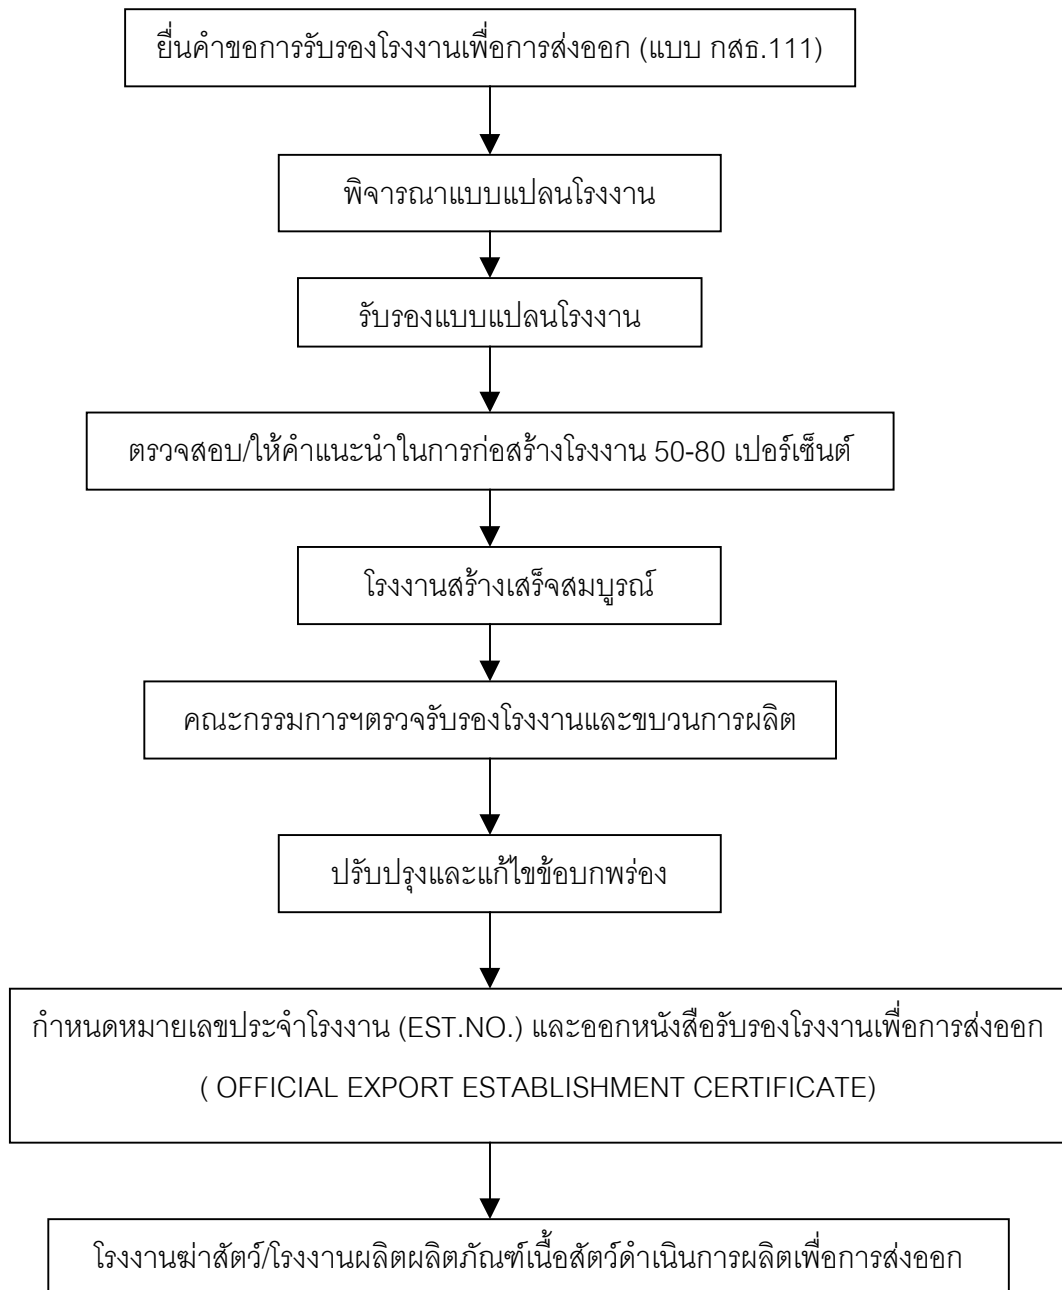 ยื่นคำขอการรับรองโรงงานเพื่อการส่งออก (แบบ กสธ.111)
พิจารณาแบบแปลนโรงงาน
รับรองแบบแปลนโรงงาน
ตรวจสอบ/ให้คำแนะนำในการก่อสร้างโรงงาน 50-80 เปอร์เซ็นต์
โรงงานสร้างเสร็จสมบูรณ์
คณะกรรมการฯตรวจรับรองโรงงานและขบวนการผลิต
ปรับปรุงและแก้ไขข้อบกพร่อง
กำหนดหมายเลขประจำโรงงาน (EST.NO.) และออกหนังสือรับรองโรงงานเพื่อการส่งออก
( OFFICIAL EXPORT ESTABLISHMENT CERTIFICATE)
โรงงานฆ่าสัตว์/โรงงานผลิตผลิตภัณฑ์เนื้อสัตว์ดำเนินการผลิตเพื่อการส่งออก